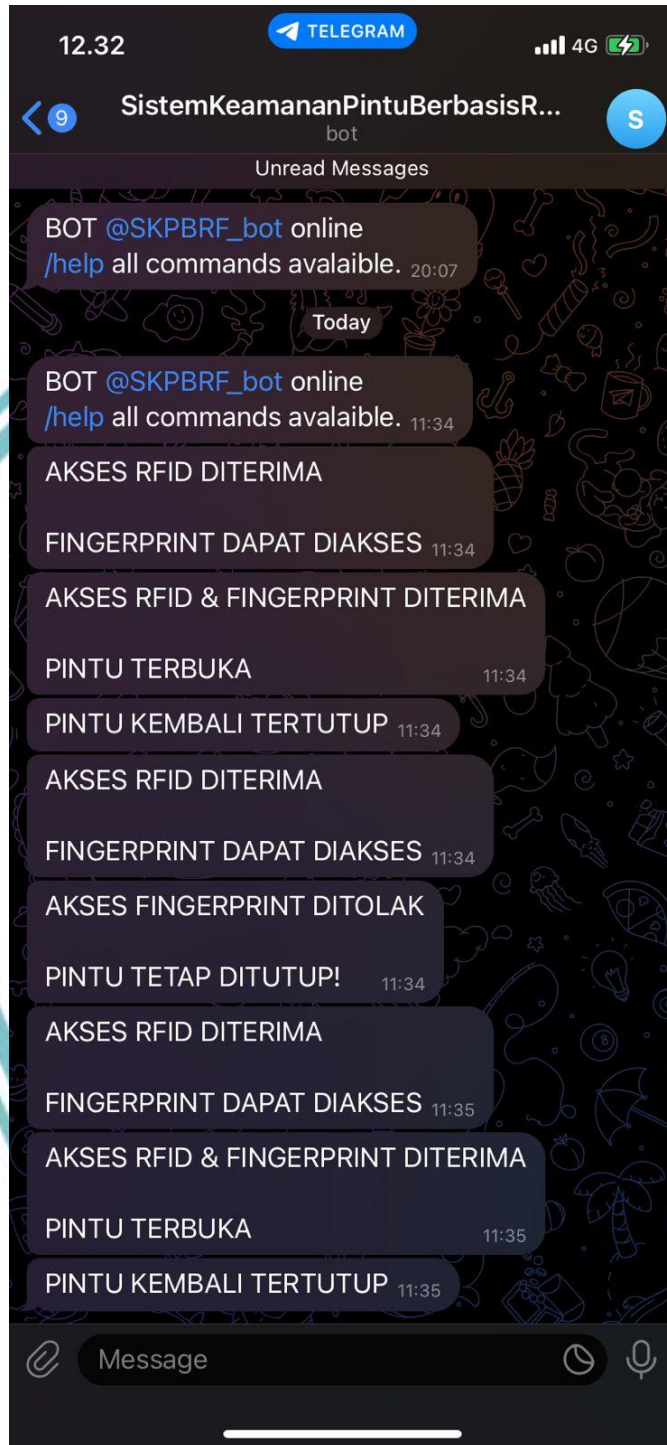 12.32
TELEGRAM
4G
9
SistemKeamananPintuBerbasisR...
bot
S
Unread Messages
BOT @SKPBRF_bot online
/help all commands avalaible. 20:07
Today
BOT @SKPBRF_bot online
/help all commands avalaible. 11:34
AKSES RFID DITERIMA
FINGERPRINT DAPAT DIAKSES 11:34
AKSES RFID & FINGERPRINT DITERIMA
PINTU TERBUKA 11:34
PINTU KEMBALI TERTUTUP 11:34
AKSES RFID DITERIMA
FINGERPRINT DAPAT DIAKSES 11:34
AKSES FINGERPRINT DITOLAK
PINTU TETAP DITUTUP! 11:34
AKSES RFID DITERIMA
FINGERPRINT DAPAT DIAKSES 11:35
AKSES RFID & FINGERPRINT DITERIMA
PINTU TERBUKA 11:35
PINTU KEMBALI TERTUTUP 11:35
Message